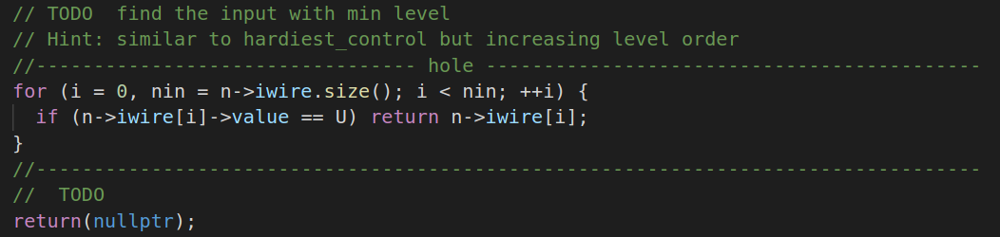 // TODO  find the input with min level
// Hint: similar to hardiest_control but increasing level order
//--------------------------------- hole -------------------------------------------
for (i = 0, nin = n->iwire.size(); i < nin; ++i) {
  if (n->iwire[i]->value == U) return n->iwire[i];
}
//----------------------------------------------------------------------------------
//  TODO
return(nullptr);